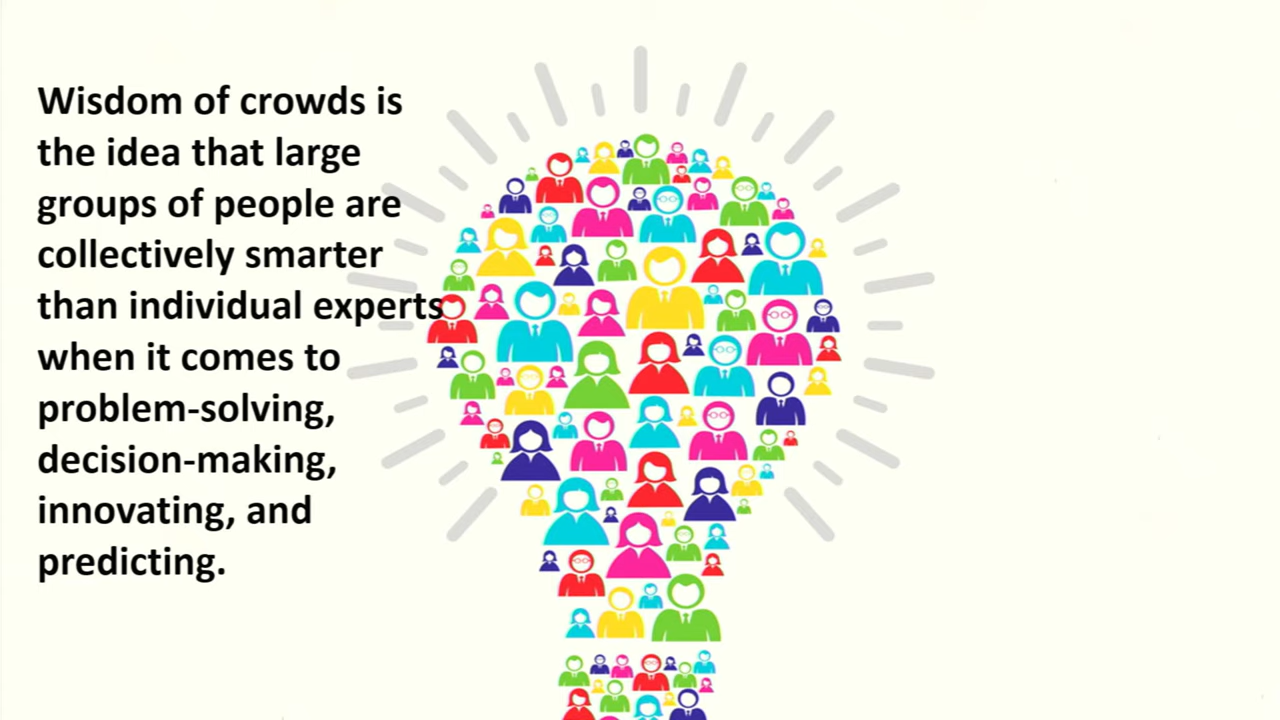 Wisdom of crowds is
the idea that large
groups of people are
collectively smarter
than individual experts
when it comes to
problem-solving,
decision-making,
innovating, and
predicting.